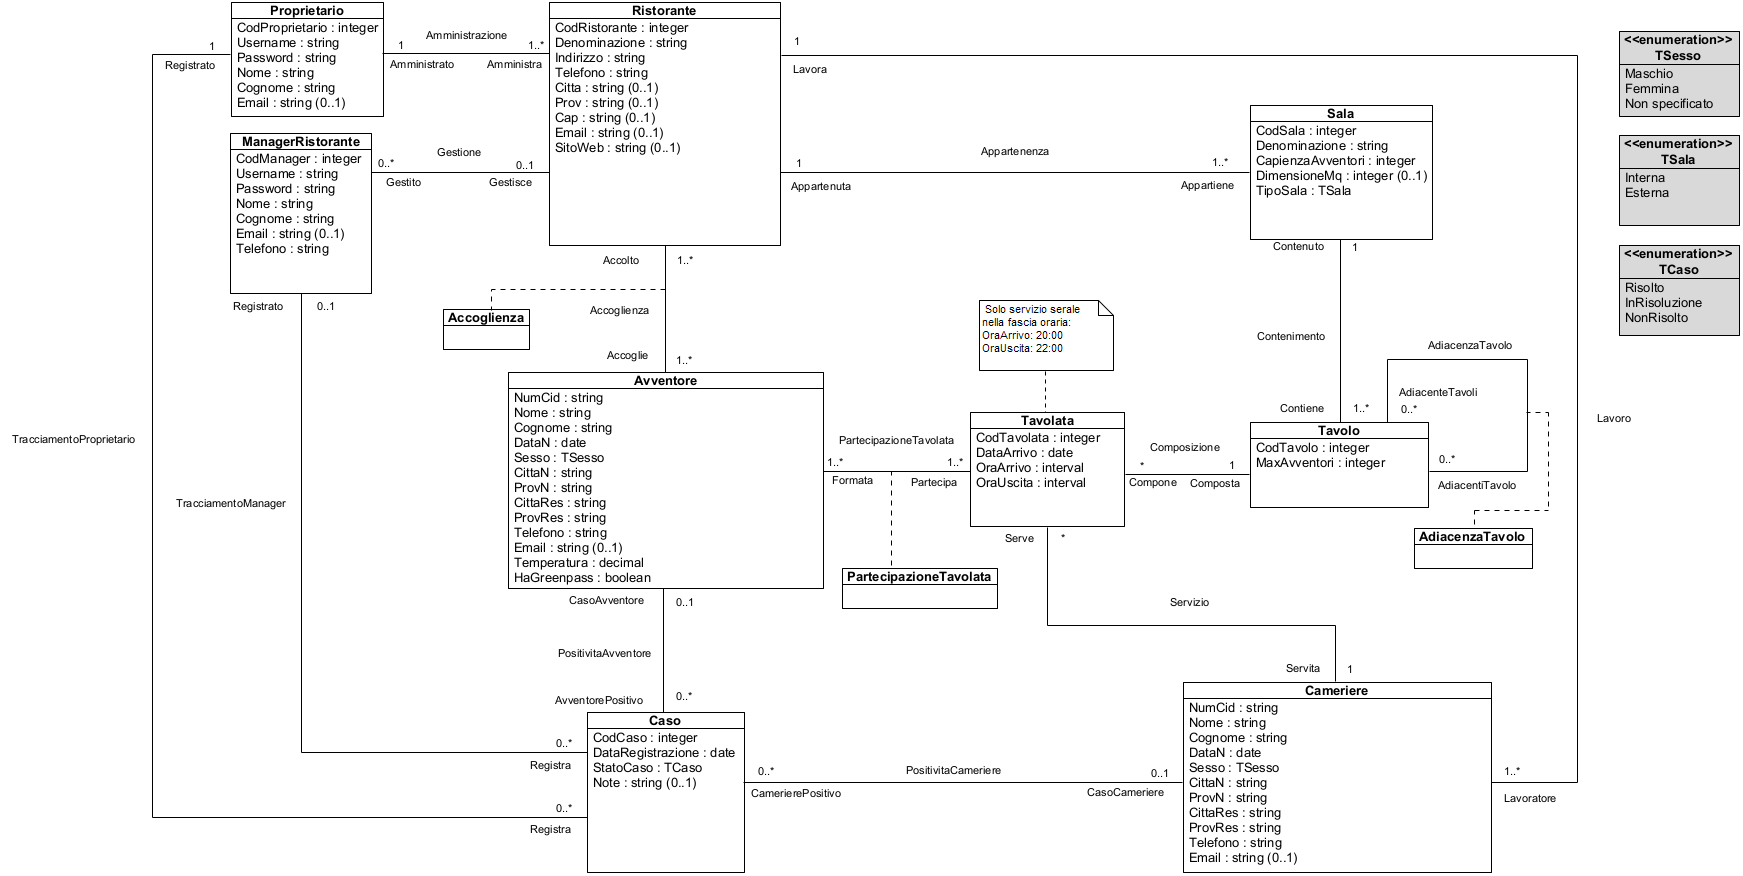 Proprietario
CodProprietario : integer
Username : string
Password : string
Nome : string
Cognome : string
Email : string (0..1)
1
Registrato
Amministrazione
1
1..*
Amministrato
Amministra
Ristorante
CodRistorante : integer
Denominazione : string
Indirizzo : string
Telefono : string
Citta : string (0..1)
Prov : string (0..1)
Cap : string (0..1)
Email : string (0..1)
SitoWeb : string (0..1)
1
Lavora
<<enumeration>>
TSesso
Maschio
Femmina
Non specificato
ManagerRistorante
CodManager : integer
Username : string
Password : string
Nome : string
Cognome : string
Email : string (0..1)
Telefono : string
Gestione
0..*
0..1
Gestito
Gestisce
Appartenenza
1
1..*
Appartenuta
Appartiene
Sala
CodSala : integer
Denominazione : string
CapienzaAvventori : integer
DimensioneMq : integer (0..1)
TipoSala : TSala
<<enumeration>>
TSala
Interna
Esterna
<<enumeration>>
TCaso
Risolto
InRisoluzione
NonRisolto
Registrato
0..1
Accolto
1..*
Accoglienza
Accoglienza
Accoglie
1..*
Contenuto
1
Contenimento
Contiene
1..*
Solo servizio serale
nella fascia oraria:
OraArrivo: 20:00
OraUscita: 22:00
AdiacenzaTavolo
AdiacenteTavoli
0..*
0..*
AdiacentiTavolo
AdiacenzaTavolo
Lavoro
Avventore
NumCid : string
Nome : string
Cognome : string
DataN : date
Sesso : TSesso
CittaN : string
ProvN : string
CittaRes : string
ProvRes : string
Telefono : string
Email : string (0..1)
Temperatura : decimal
HaGreenpass : boolean
PartecipazioneTavolata
1..*
1..*
Formata
Partecipa
PartecipazioneTavolata
Tavolata
CodTavolata : integer
DataArrivo : date
OraArrivo : interval
OraUscita : interval
Composizione
*
1
Compone
Composta
Tavolo
CodTavolo : integer
MaxAvventori : integer
TracciamentoProprietario
TracciamentoManager
Serve
*
Servizio
Servita
1
CasoAvventore
0..1
PositivitaAvventore
AvventorePositivo
0..*
Caso
CodCaso : integer
DataRegistrazione : date
StatoCaso : TCaso
Note : string (0..1)
0..*
Registra
0..*
Registra
0..*
PositivitaCameriere
0..1
CamerierePositivo
CasoCameriere
Cameriere
NumCid : string
Nome : string
Cognome : string
DataN : date
Sesso : TSesso
CittaN : string
ProvN : string
CittaRes : string
ProvRes : string
Telefono : string
Email : string (0..1)
1..*
Lavoratore